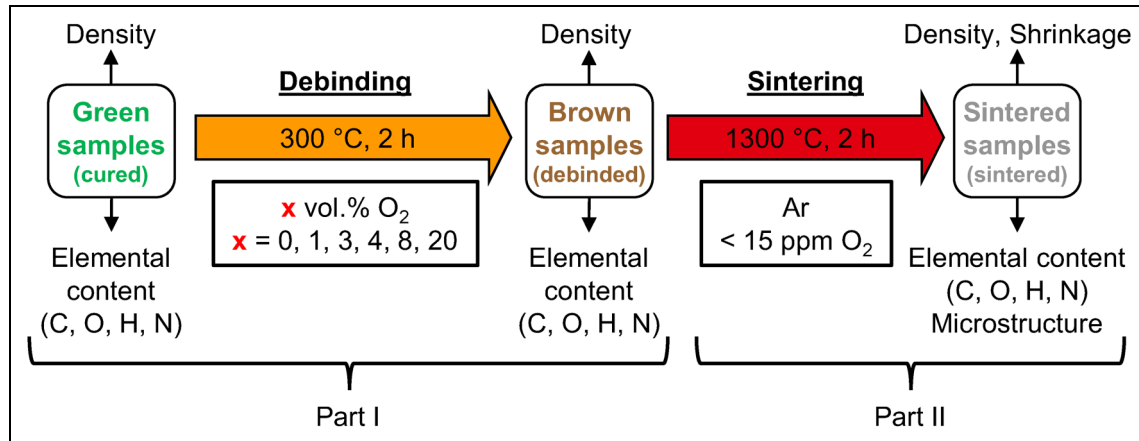 Density
Green
samples
(cured)
Elemental
content
(C, O, H, N)
Debinding
300 °C, 2 h
x vol.% O₂
x = 0, 1, 3, 4, 8, 20
Density
Brown
samples
(debinded)
Elemental
content
(C, O, H, N)
Sintering
1300 °C, 2 h
Ar
< 15 ppm O₂
Density, Shrinkage
Sintered
samples
(sintered)
Elemental content
(C, O, H, N)
Microstructure
Part I
Part II